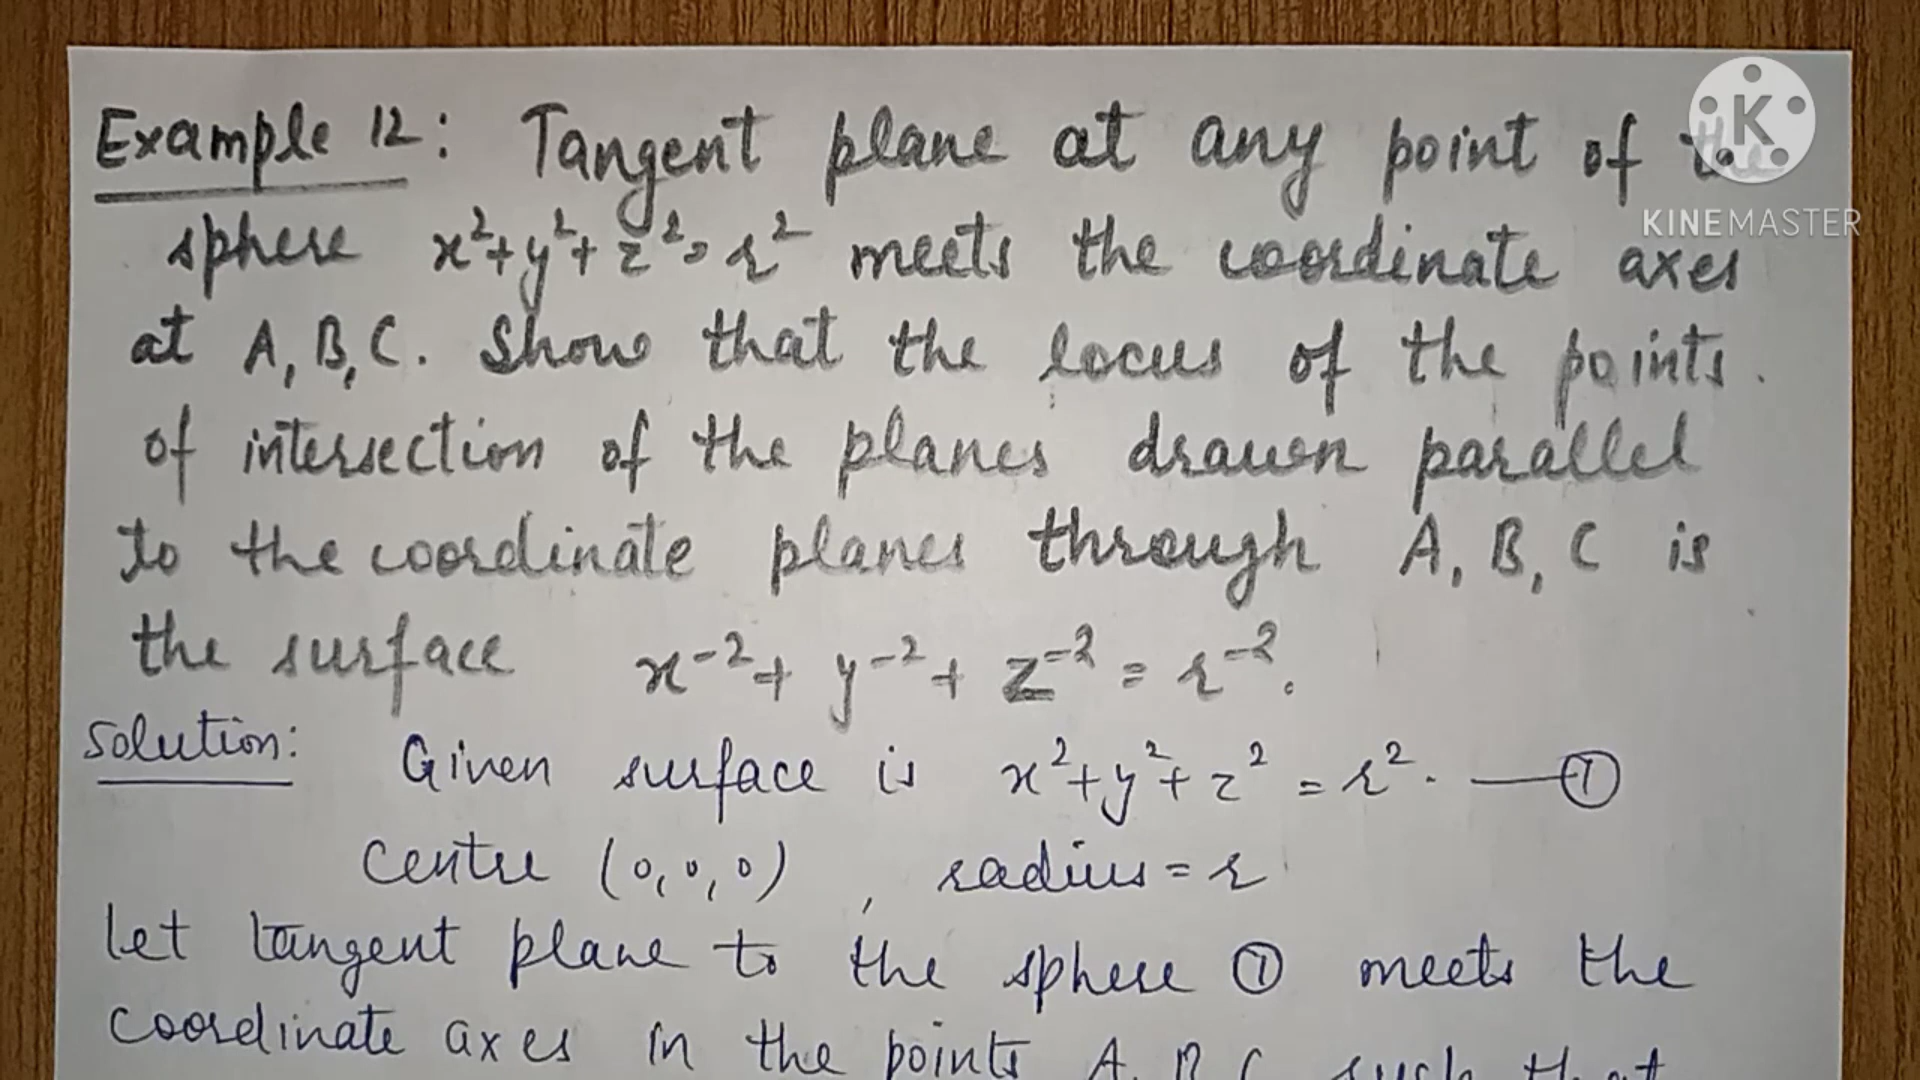 Example 12: Tangent plane at any point of the
sphere x²+y²+z²=r² meets the coordinate axes
at A, B, C. Show that the locus of the points
of intersection of the planes drawn parallel
to the coordinate planes through A, B, C is
the surface x⁻²+ y⁻²+ z⁻² = r⁻².
Solution: Given surface is x²+y²+z² = r². — ①
Centre (0,0,0), radius = r
Let tangent plane to the sphere ① meets the
coordinate axes in the points A, B, C such that
K
KINEMASTER